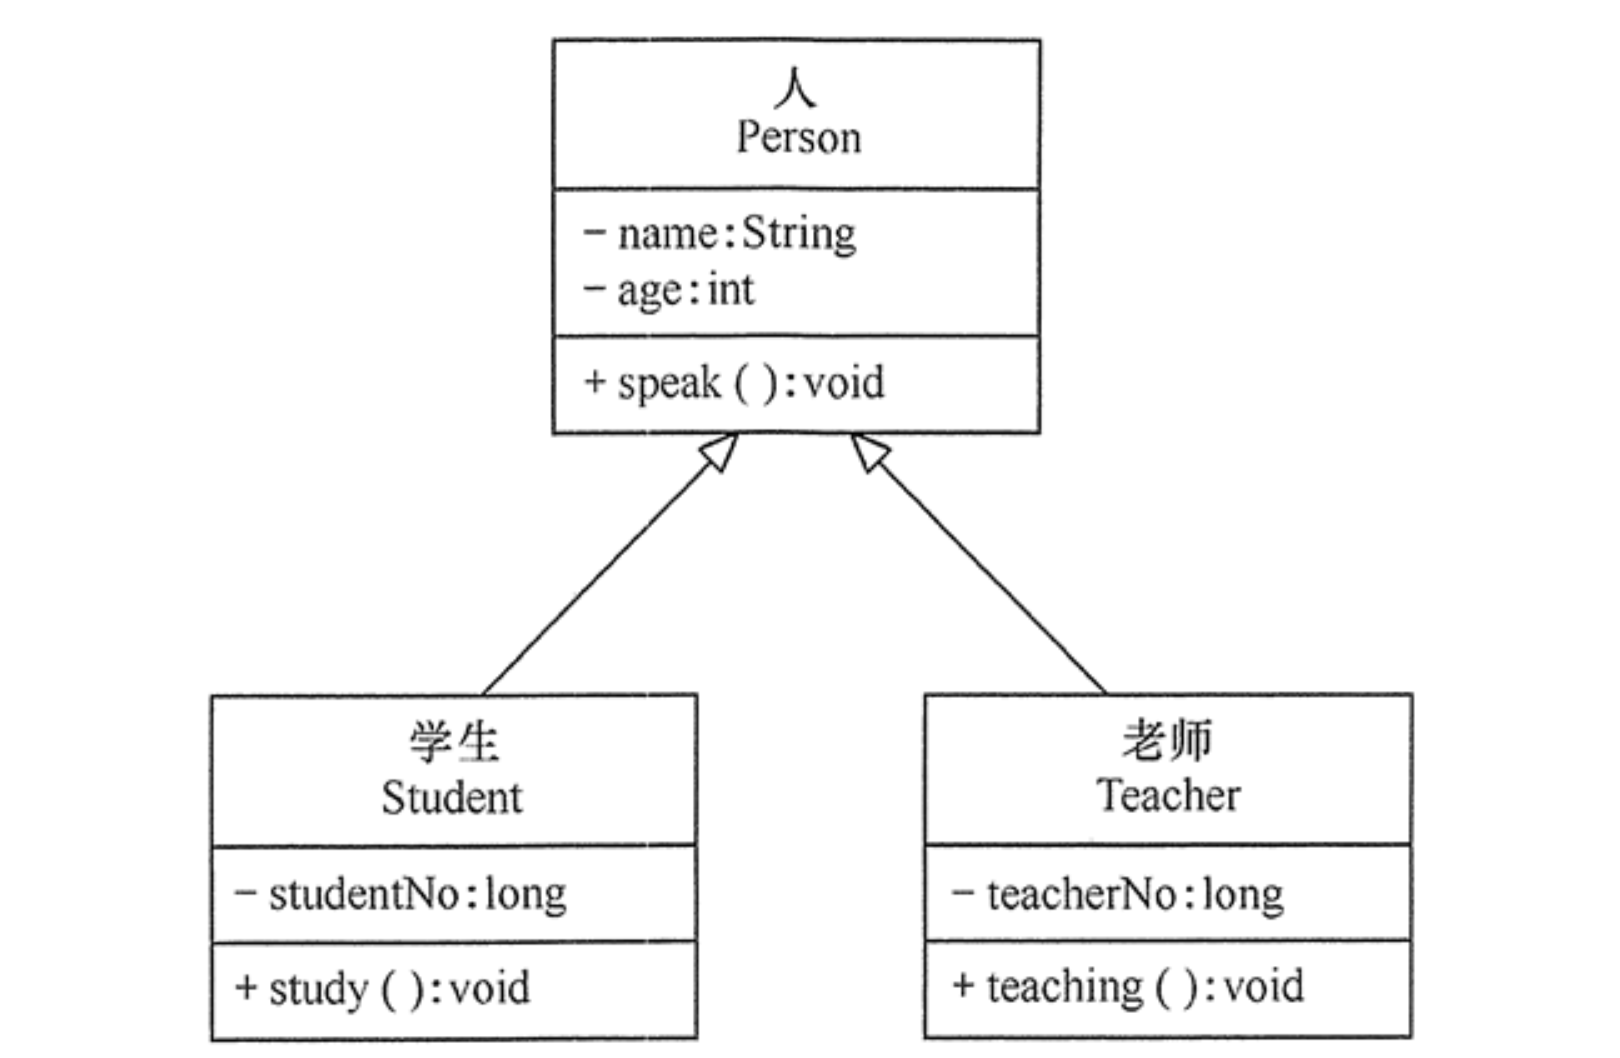 人
Person
- name:String
- age:int
+ speak ( ):void
学生
Student
- studentNo:long
+ study ( ):void
老师
Teacher
- teacherNo:long
+ teaching ( ):void